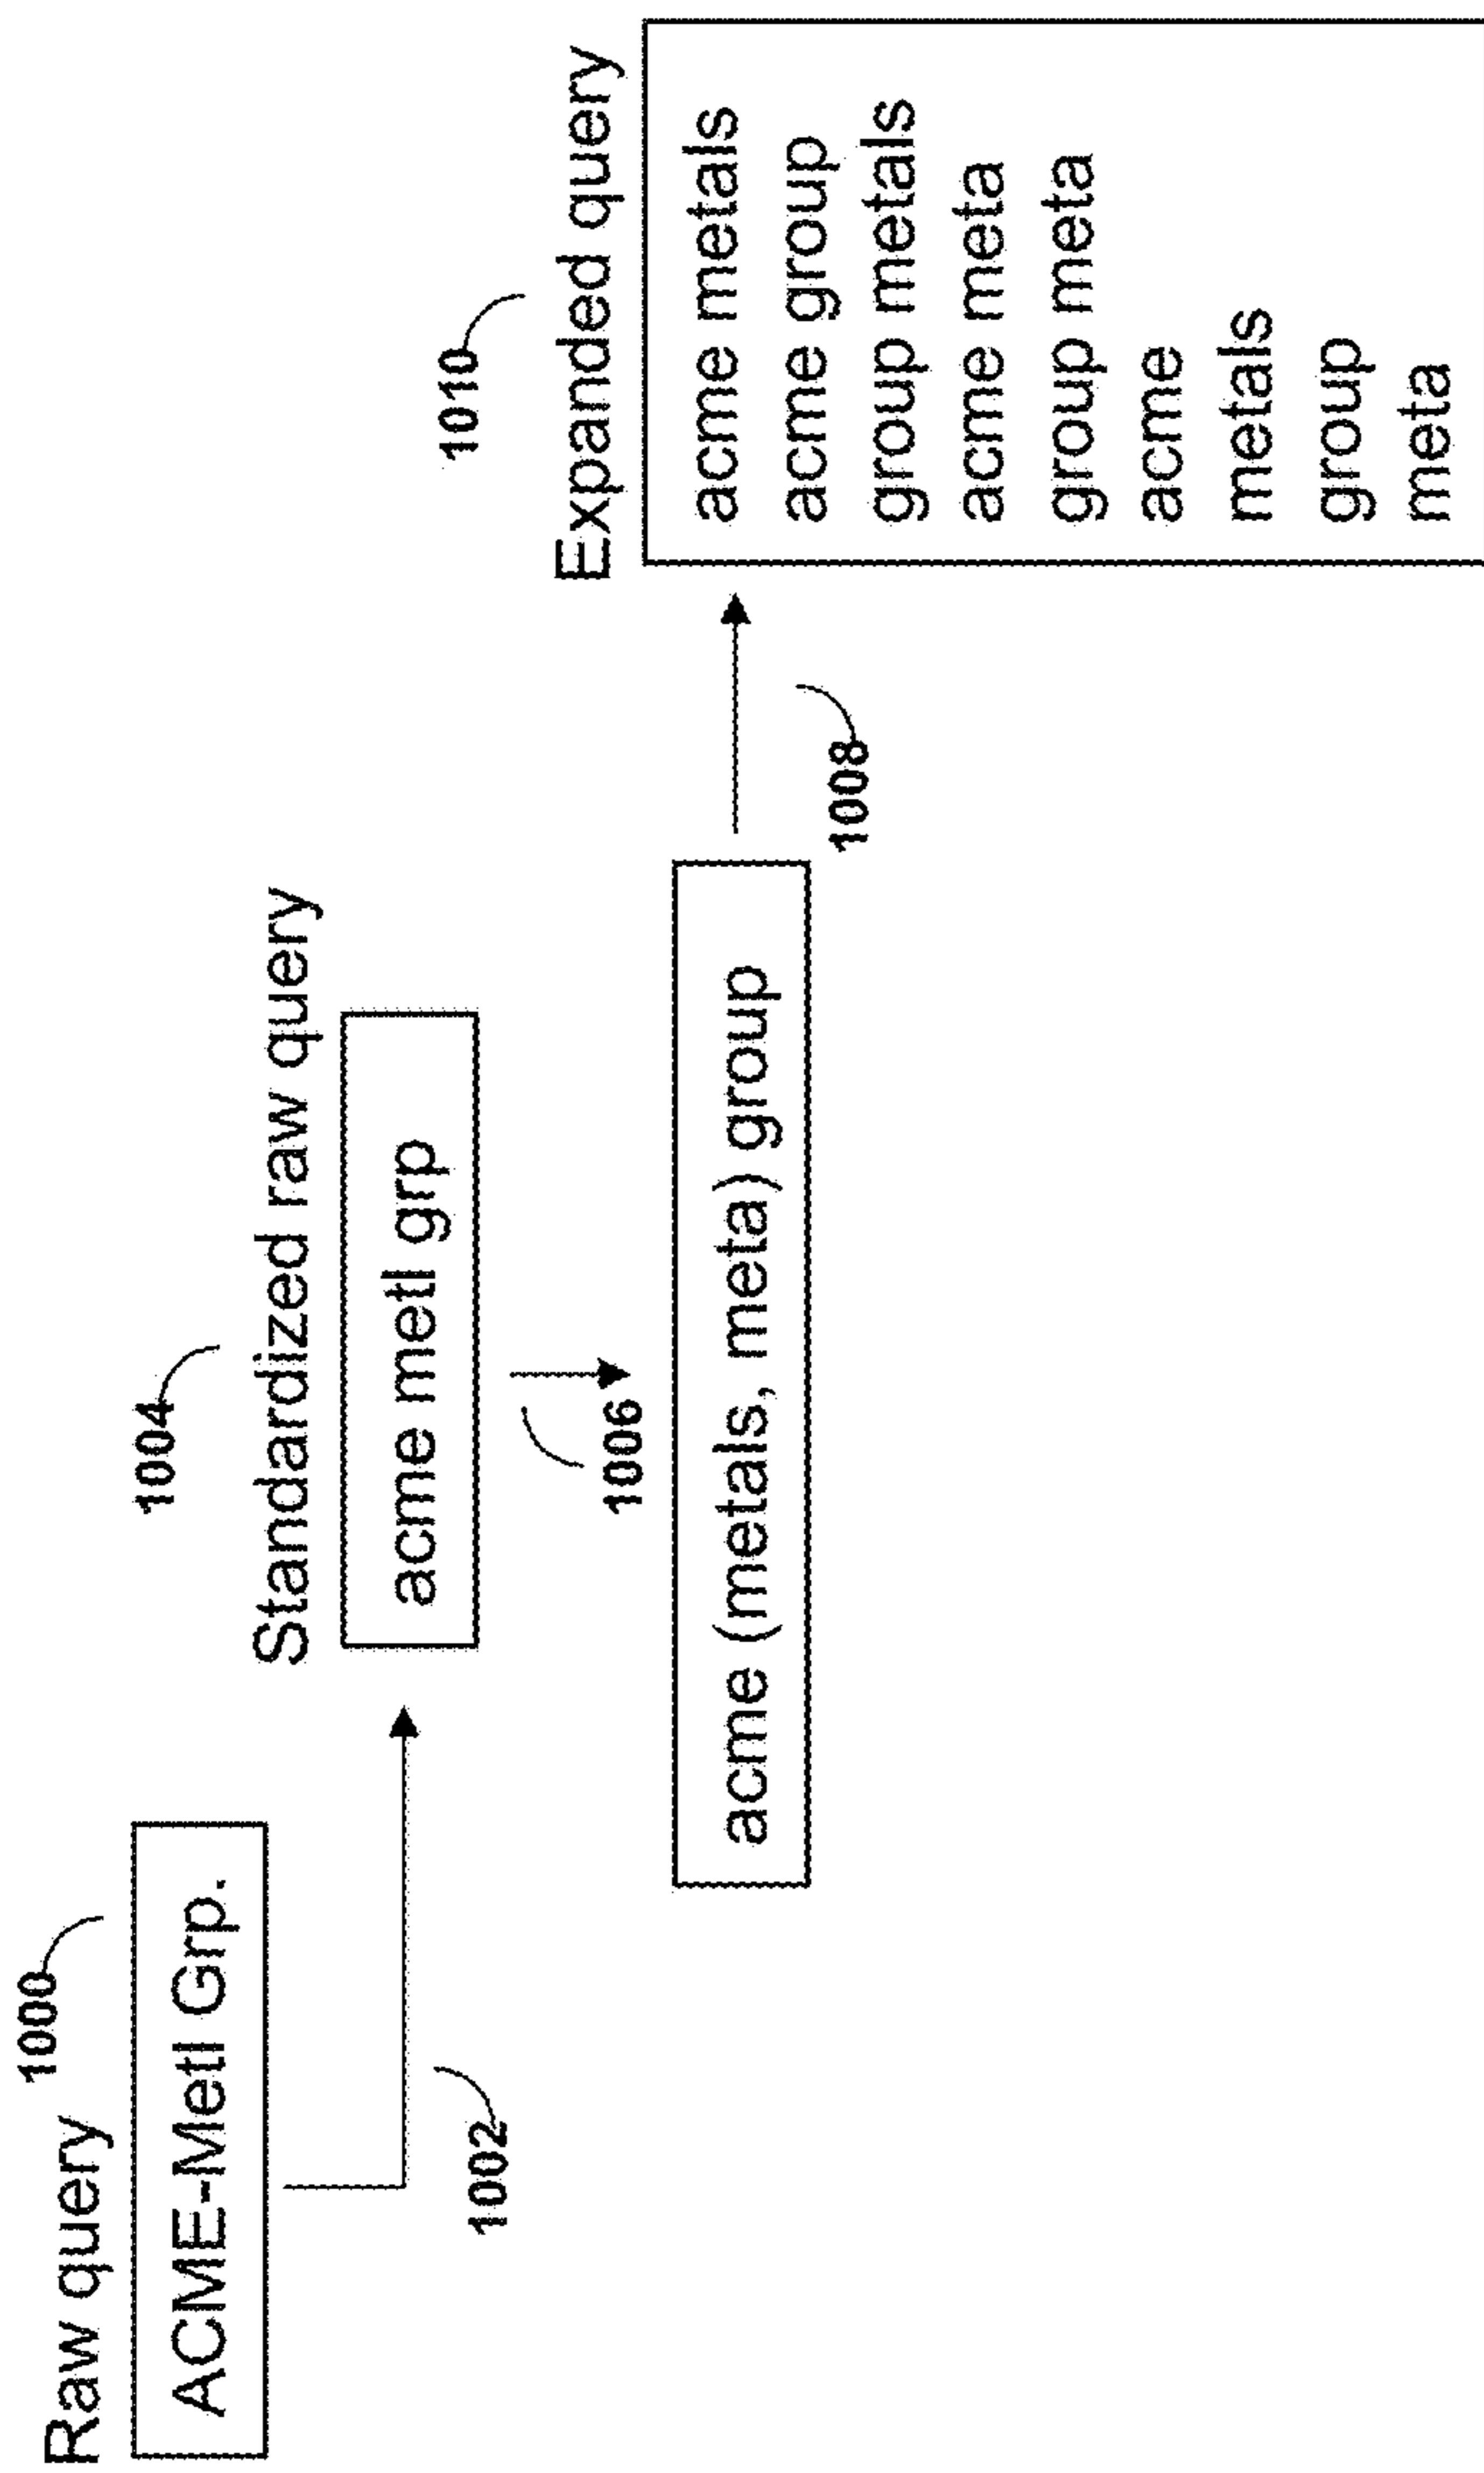 Raw query
1000
ACME-Metl Grp.
1002
1004
Standardized raw query
acme metl grp
1006
acme (metals, meta) group
1008
1010
Expanded query
acme metals
acme group
group metals
acme meta
group meta
acme
metals
group
meta